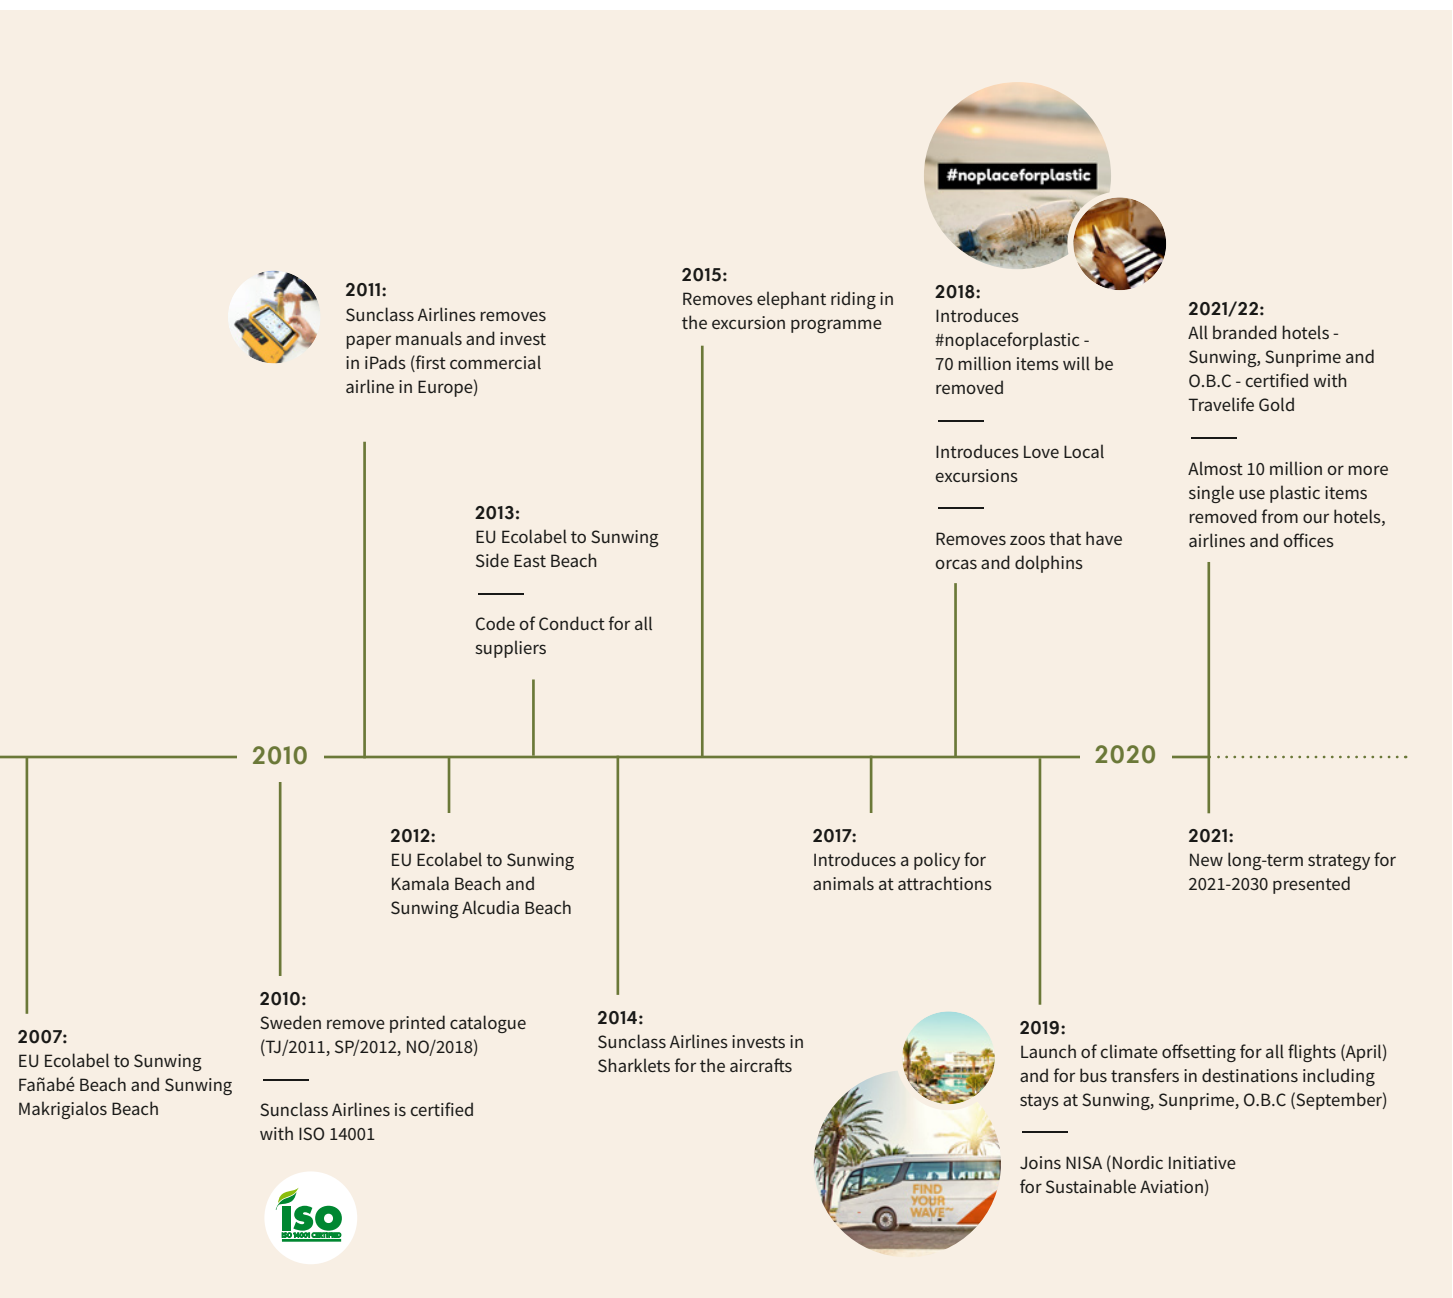 #noplaceforplastic
2011:
Sunclass Airlines removes
paper manuals and invest
in iPads (first commercial
airline in Europe)
2013:
EU Ecolabel to Sunwing
Side East Beach
Code of Conduct for all
suppliers
2015:
Removes elephant riding in
the excursion programme
2018:
Introduces
#noplaceforplastic -
70 million items will be
removed
Introduces Love Local
excursions
Removes zoos that have
orcas and dolphins
2021/22:
All branded hotels -
Sunwing, Sunprime and
O.B.C - certified with
Travelife Gold
Almost 10 million or more
single use plastic items
removed from our hotels,
airlines and offices
2010
2020
2007:
EU Ecolabel to Sunwing
Fañabé Beach and Sunwing
Makrigialos Beach
2010:
Sweden remove printed catalogue
(TJ/2011, SP/2012, NO/2018)
Sunclass Airlines is certified
with ISO 14001
iso
ISO 14001 CERTIFIED
2012:
EU Ecolabel to Sunwing
Kamala Beach and
Sunwing Alcudia Beach
2014:
Sunclass Airlines invests in
Sharklets for the aircrafts
2017:
Introduces a policy for
animals at attrachtions
FIND
YOUR
WAVE™
2019:
Launch of climate offsetting for all flights (April)
and for bus transfers in destinations including
stays at Sunwing, Sunprime, O.B.C (September)
Joins NISA (Nordic Initiative
for Sustainable Aviation)
2021:
New long-term strategy for
2021-2030 presented